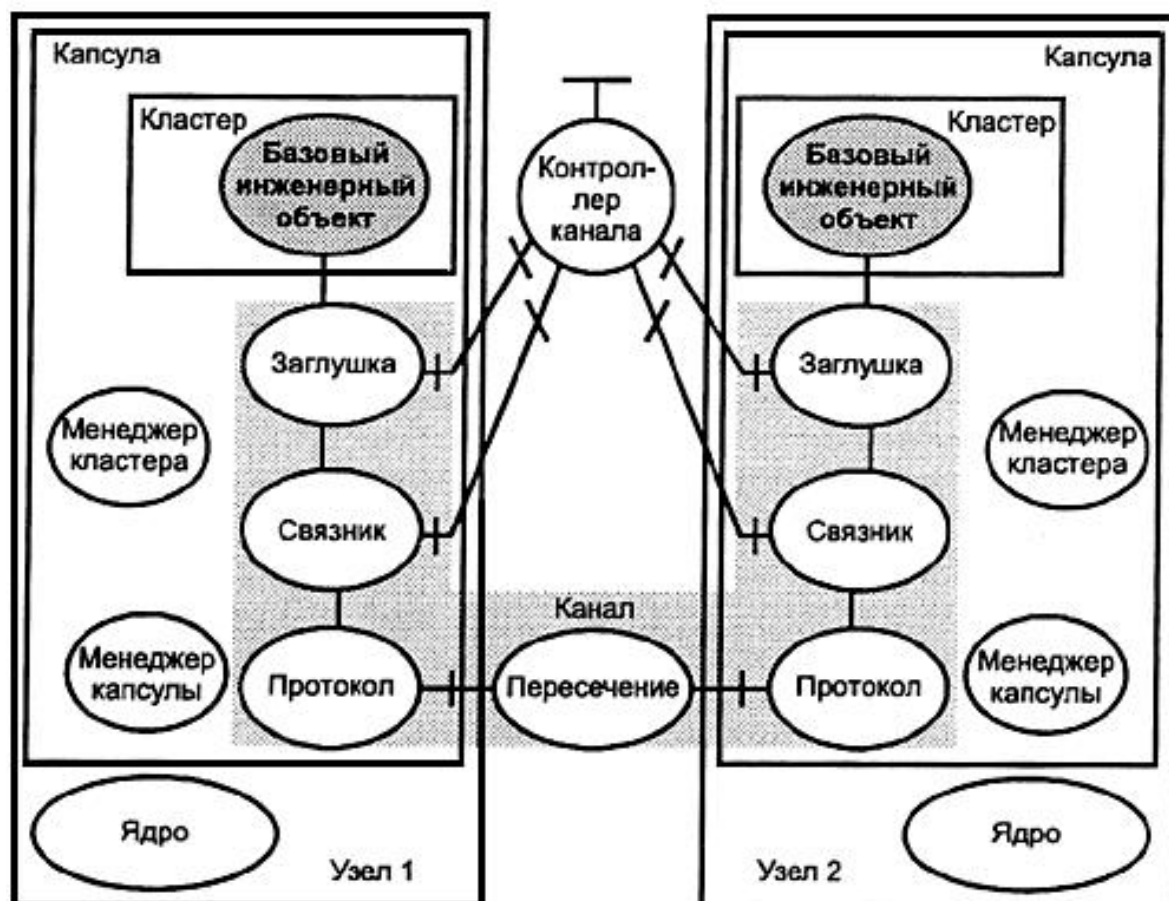 Капсула
Капсула
Кластер
Кластер
Базовый
инженерный
объект
Контрол-
лер
канала
Базовый
инженерный
объект
Заглушка
Заглушка
Менеджер
кластера
Менеджер
кластера
Связник
Связник
Канал
Менеджер
капсулы
Протокол
Пересечение
Протокол
Менеджер
капсулы
Ядро
Узел 1
Узел 2
Ядро